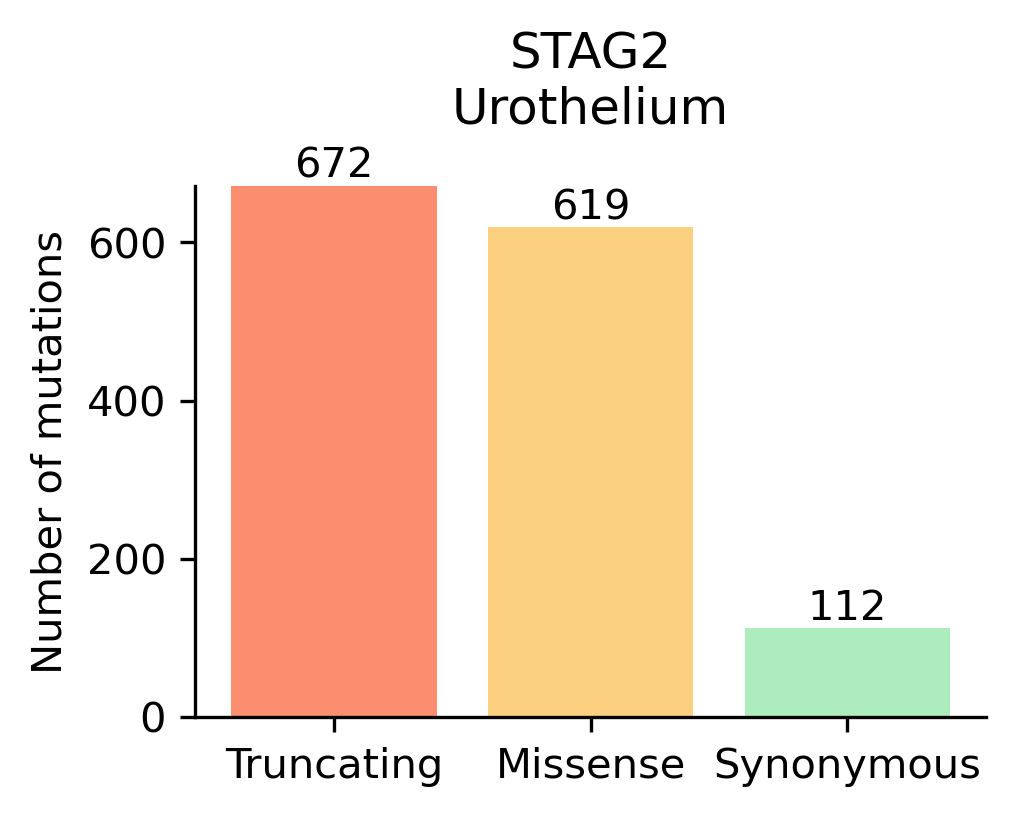 STAG2
Urothelium
672
619
112
Number of mutations
600
400
200
0
Truncating
Missense
Synonymous